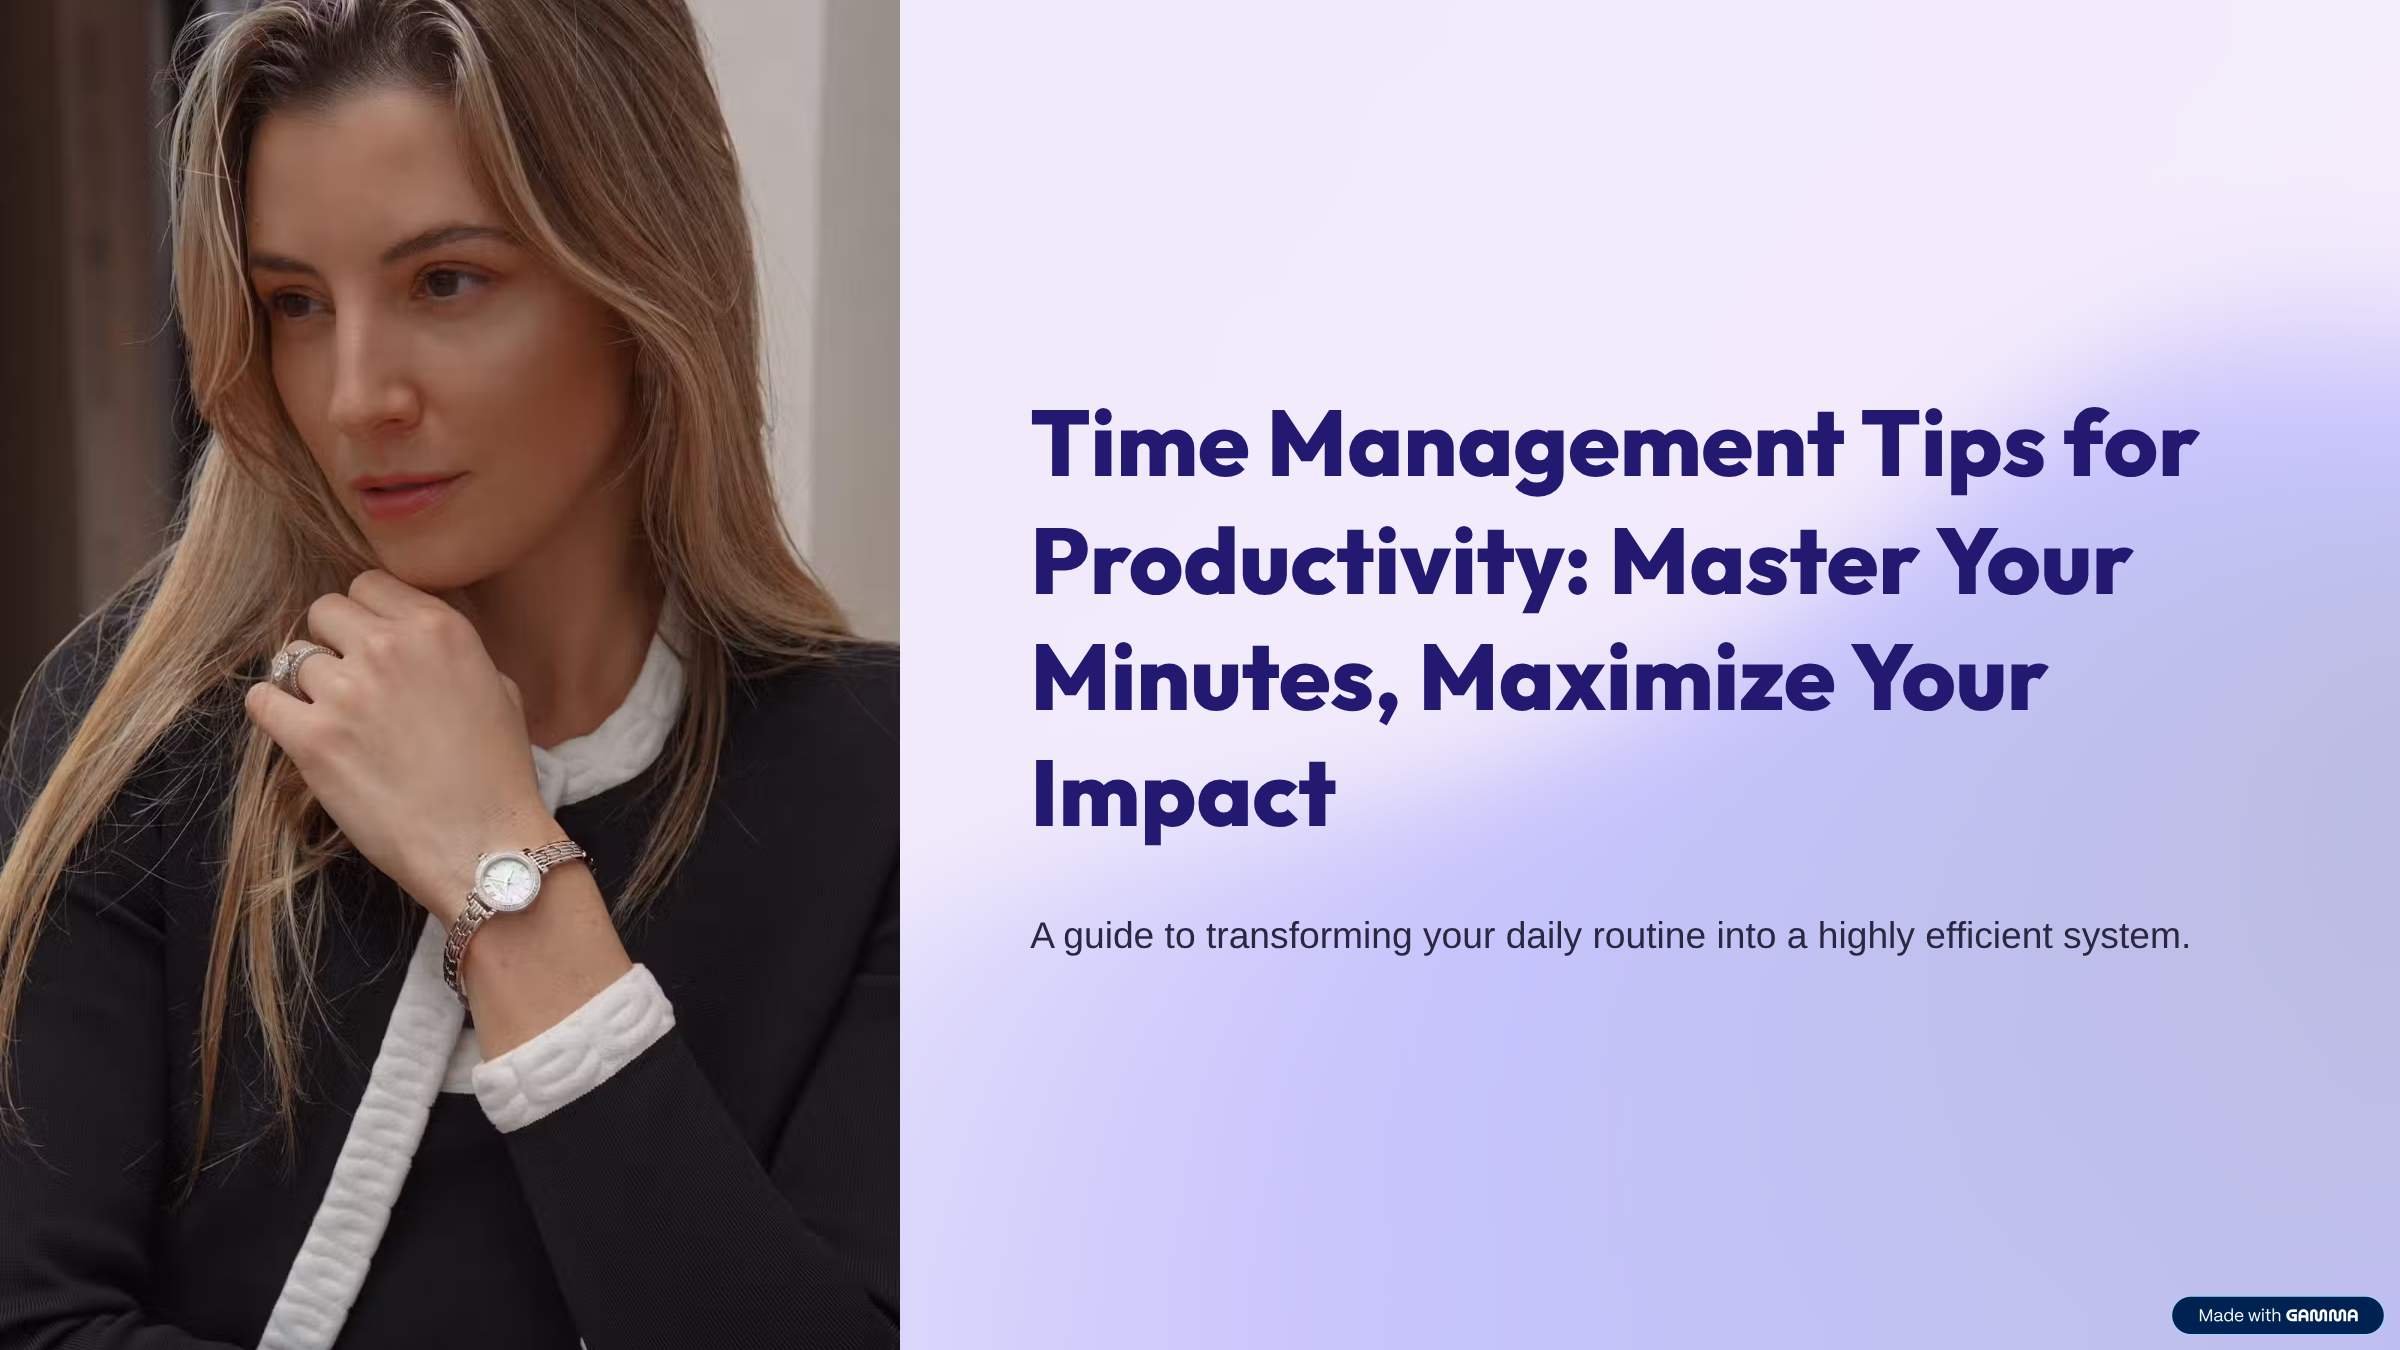 Time Management Tips for
Productivity: Master Your
Minutes, Maximize Your
Impact
A guide to transforming your daily routine into a highly efficient system.
Made with GAMMA